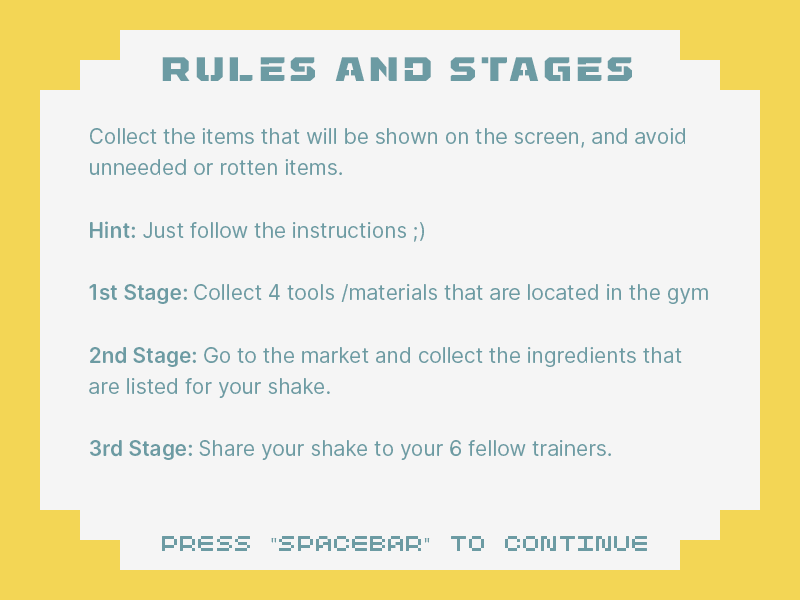 RULES AND STAGES
Collect the items that will be shown on the screen, and avoid
unneeded or rotten items.
Hint: Just follow the instructions ;)
1st Stage: Collect 4 tools /materials that are located in the gym
2nd Stage: Go to the market and collect the ingredients that
are listed for your shake.
3rd Stage: Share your shake to your 6 fellow trainers.
PRESS "SPACEBAR" TO CONTINUE